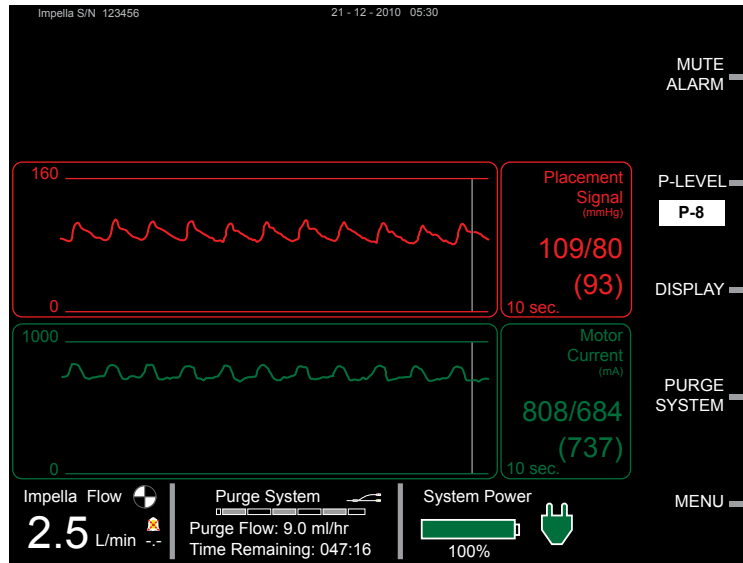 Impella S/N 123456
21 - 12 - 2010 05:30
MUTE
ALARM
160
Placement
Signal
(mmHg)
109/80
(93)
0
10 sec.
P-LEVEL
P-8
DISPLAY
1000
Motor
Current
(mA)
808/684
(737)
0
10 sec.
PURGE
SYSTEM
Impella Flow
2.5 L/min -.-
Purge System
Purge Flow: 9.0 ml/hr
Time Remaining: 047:16
System Power
100%
MENU